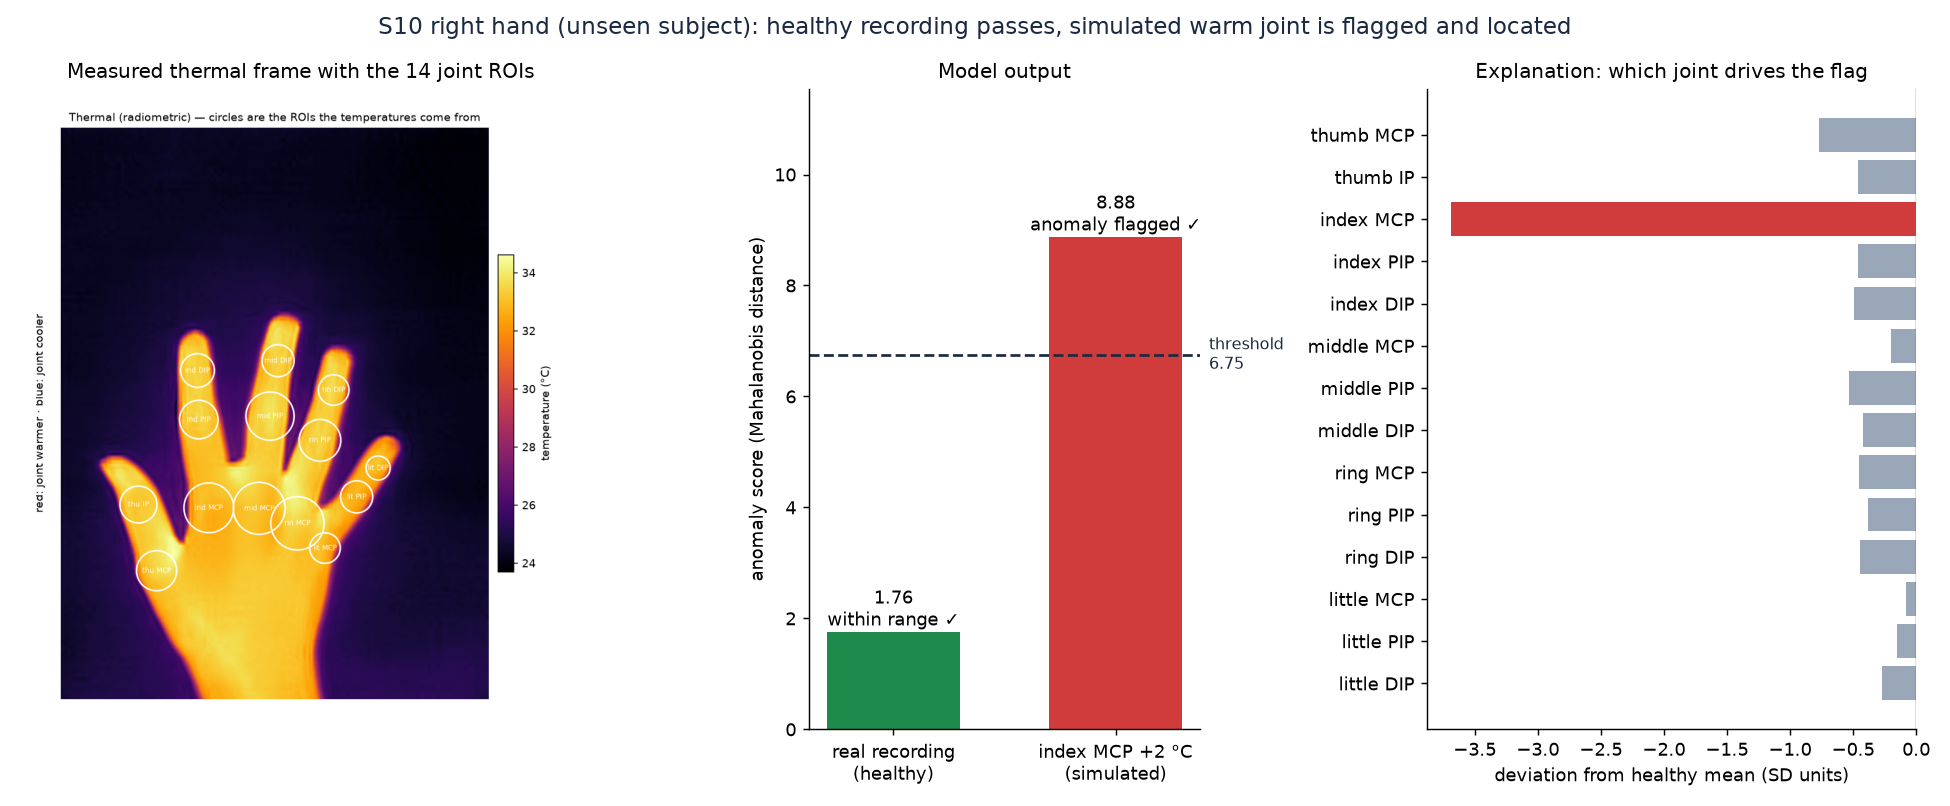 S10 right hand (unseen subject): healthy recording passes, simulated warm joint is flagged and located
Measured thermal frame with the 14 joint ROIs
Thermal (radiometric) — circles are the ROIs the temperatures come from
red: joint warmer · blue: joint cooler
mid DIP
ind DIP
rin DIP
mid PIP
ind PIP
rin PIP
lit DIP
lit PIP
thu IP
ind MCP
mid MCP
rin MCP
lit MCP
thu MCP
34
32
30
28
26
24
temperature (°C)
Model output
anomaly score (Mahalanobis distance)
10
8
6
4
2
0
8.88
anomaly flagged ✓
threshold
6.75
1.76
within range ✓
real recording
(healthy)
index MCP +2 °C
(simulated)
Explanation: which joint drives the flag
thumb MCP
thumb IP
index MCP
index PIP
index DIP
middle MCP
middle PIP
middle DIP
ring MCP
ring PIP
ring DIP
little MCP
little PIP
little DIP
−3.5 −3.0 −2.5 −2.0 −1.5 −1.0 −0.5 0.0
deviation from healthy mean (SD units)